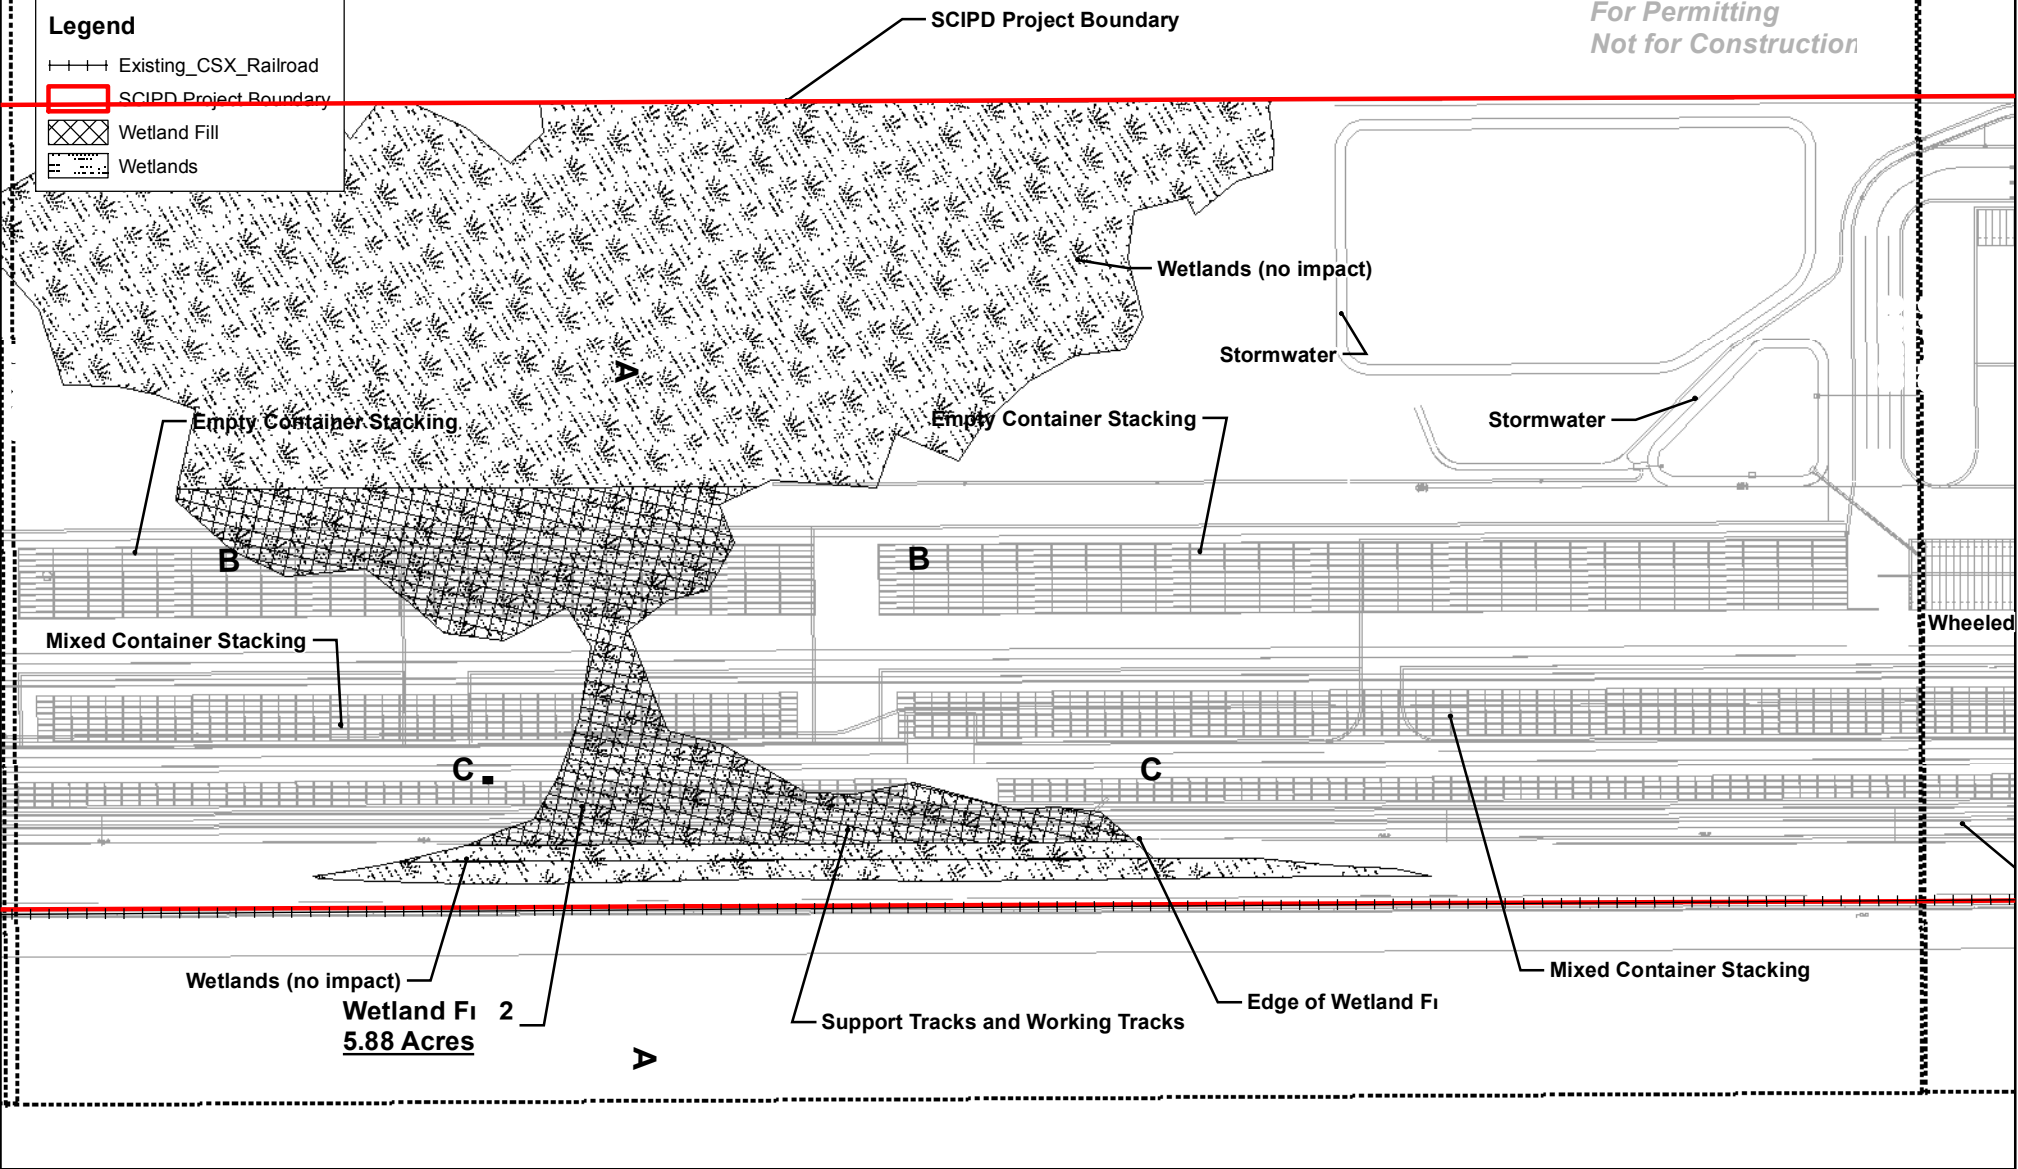 Legend
Existing_CSX_Railroad
SCIPD Project Boundary
Wetland Fill
Wetlands
SCIPD Project Boundary
For Permitting
Not for Construction
Wetlands (no impact)
Stormwater
A
Empty Container Stacking
Empty Container Stacking
Stormwater
B
B
Mixed Container Stacking
Wheeled
C
C
Wetlands (no impact)
Mixed Container Stacking
Wetland 2
5.88 Acres
Edge of Wetland
Support Tracks and Working Tracks
A